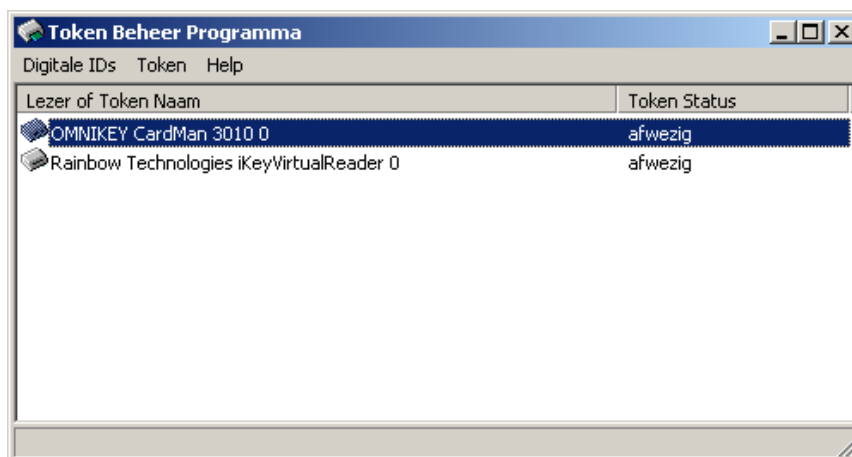 Token Beheer Programma
Digitale IDs Token Help
Lezer of Token Naam Token Status
OMNIKEY CardMan 3010 0 afwezig
Rainbow Technologies iKeyVirtualReader 0 afwezig